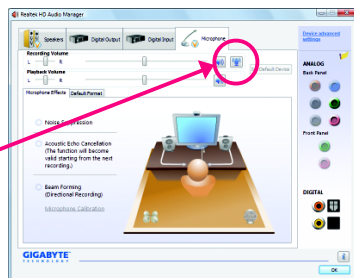 Realtek HD Audio Manager
Speakers
Digital Output
Digital Input
Microphone
Device advanced
settings
Recording Volume
L
R
Default Device
Playback Volume
L
R
Microphone Effects
Default Format
Noise Suppression
Acoustic Echo Cancellation
(The function will become
valid starting from the next
recording.)
Beam Forming
(Directional Recording)
Microphone Calibration
ANALOG
Back Panel
Front Panel
DIGITAL
GIGABYTE
TECHNOLOGY
OK